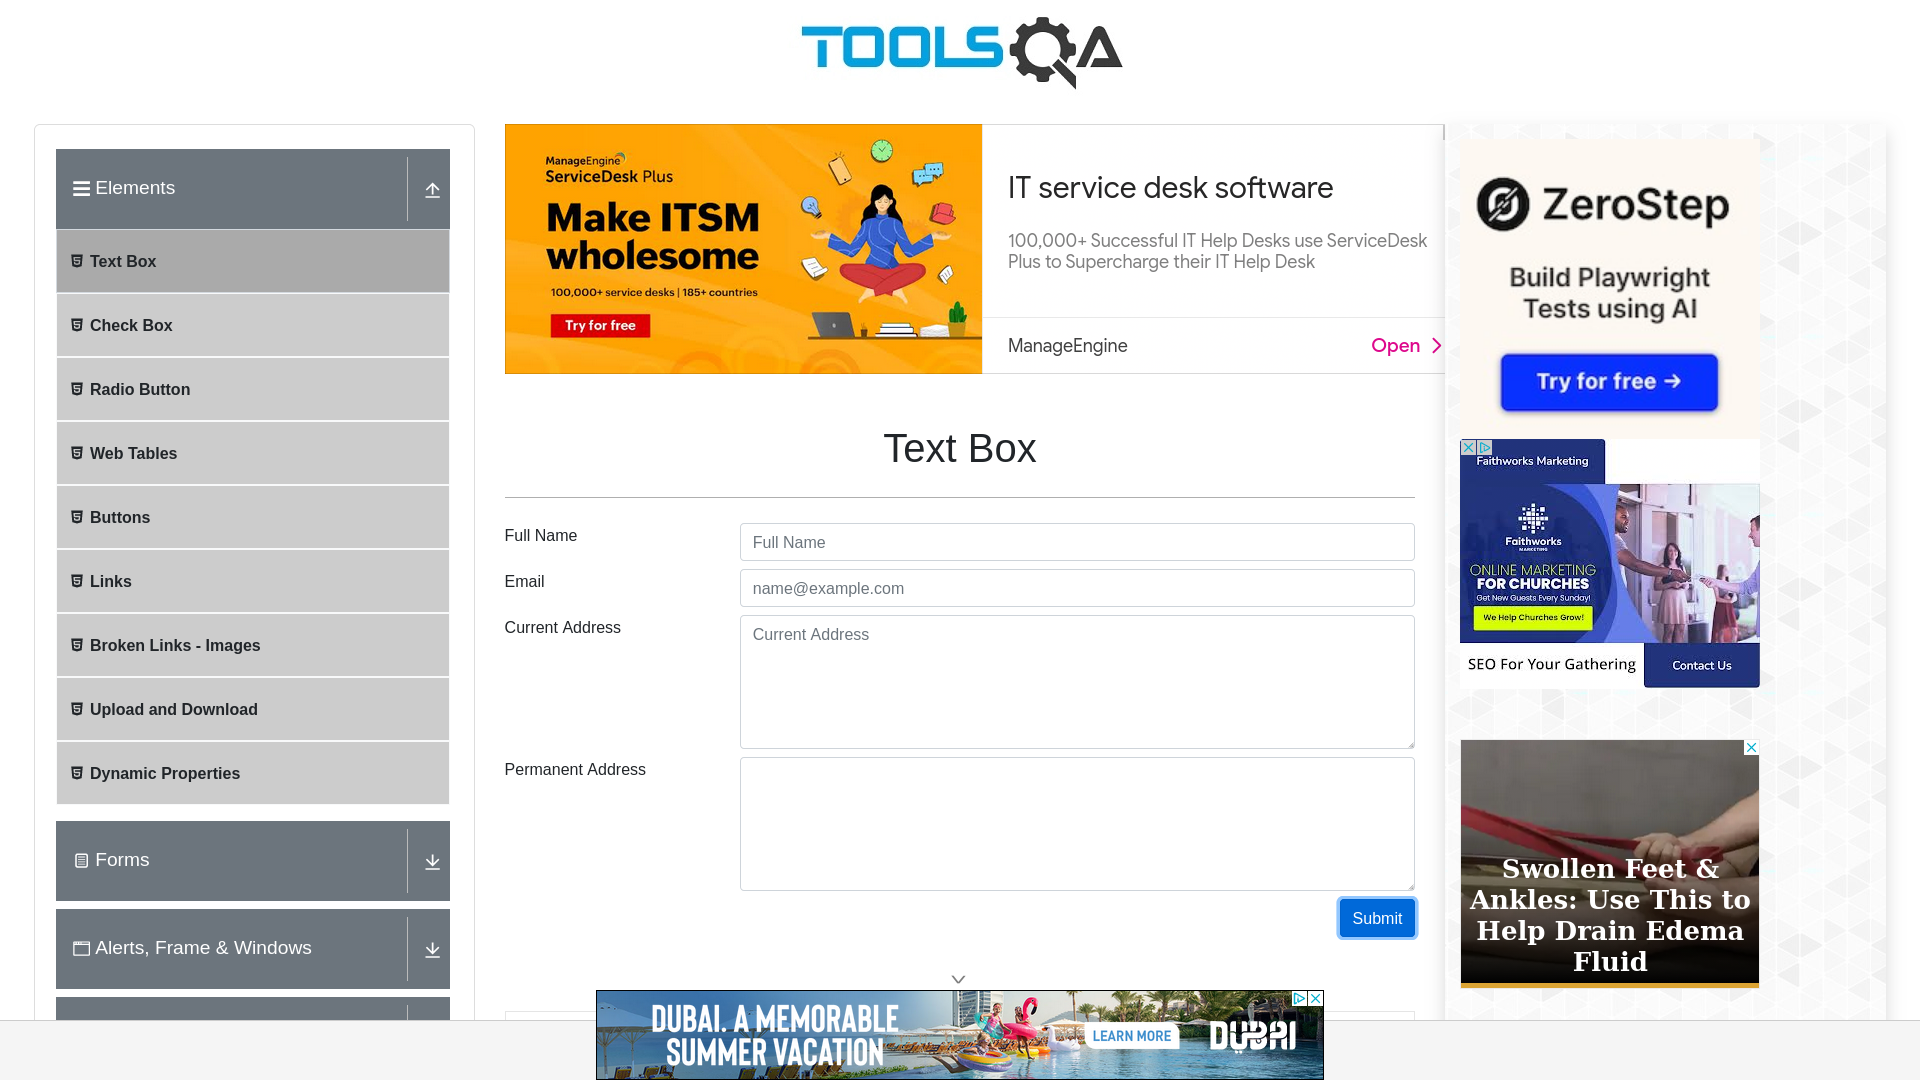 TOOLSQA
Elements
Text Box
Check Box
Radio Button
Web Tables
Buttons
Links
Broken Links - Images
Upload and Download
Dynamic Properties
Forms
Alerts, Frame & Windows
ManageEngine
ServiceDesk Plus
Make ITSM
wholesome
100,000+ service desks | 185+ countries
Try for free
IT service desk software
100,000+ Successful IT Help Desks use ServiceDesk
Plus to Supercharge their IT Help Desk
ManageEngine
Open
Text Box
Full Name
Full Name
Email
name@example.com
Current Address
Current Address
Permanent Address
Submit
ZeroStep
Build Playwright
Tests using AI
Try for free →
Faithworks Marketing
Faithworks
MARKETING
ONLINE MARKETING
FOR CHURCHES
Get New Guests Every Sunday!
We Help Churches Grow!
SEO For Your Gathering
Contact Us
Swollen Feet &
Ankles: Use This to
Help Drain Edema
Fluid
DUBAI. A MEMORABLE
SUMMER VACATION
LEARN MORE
DUBAI